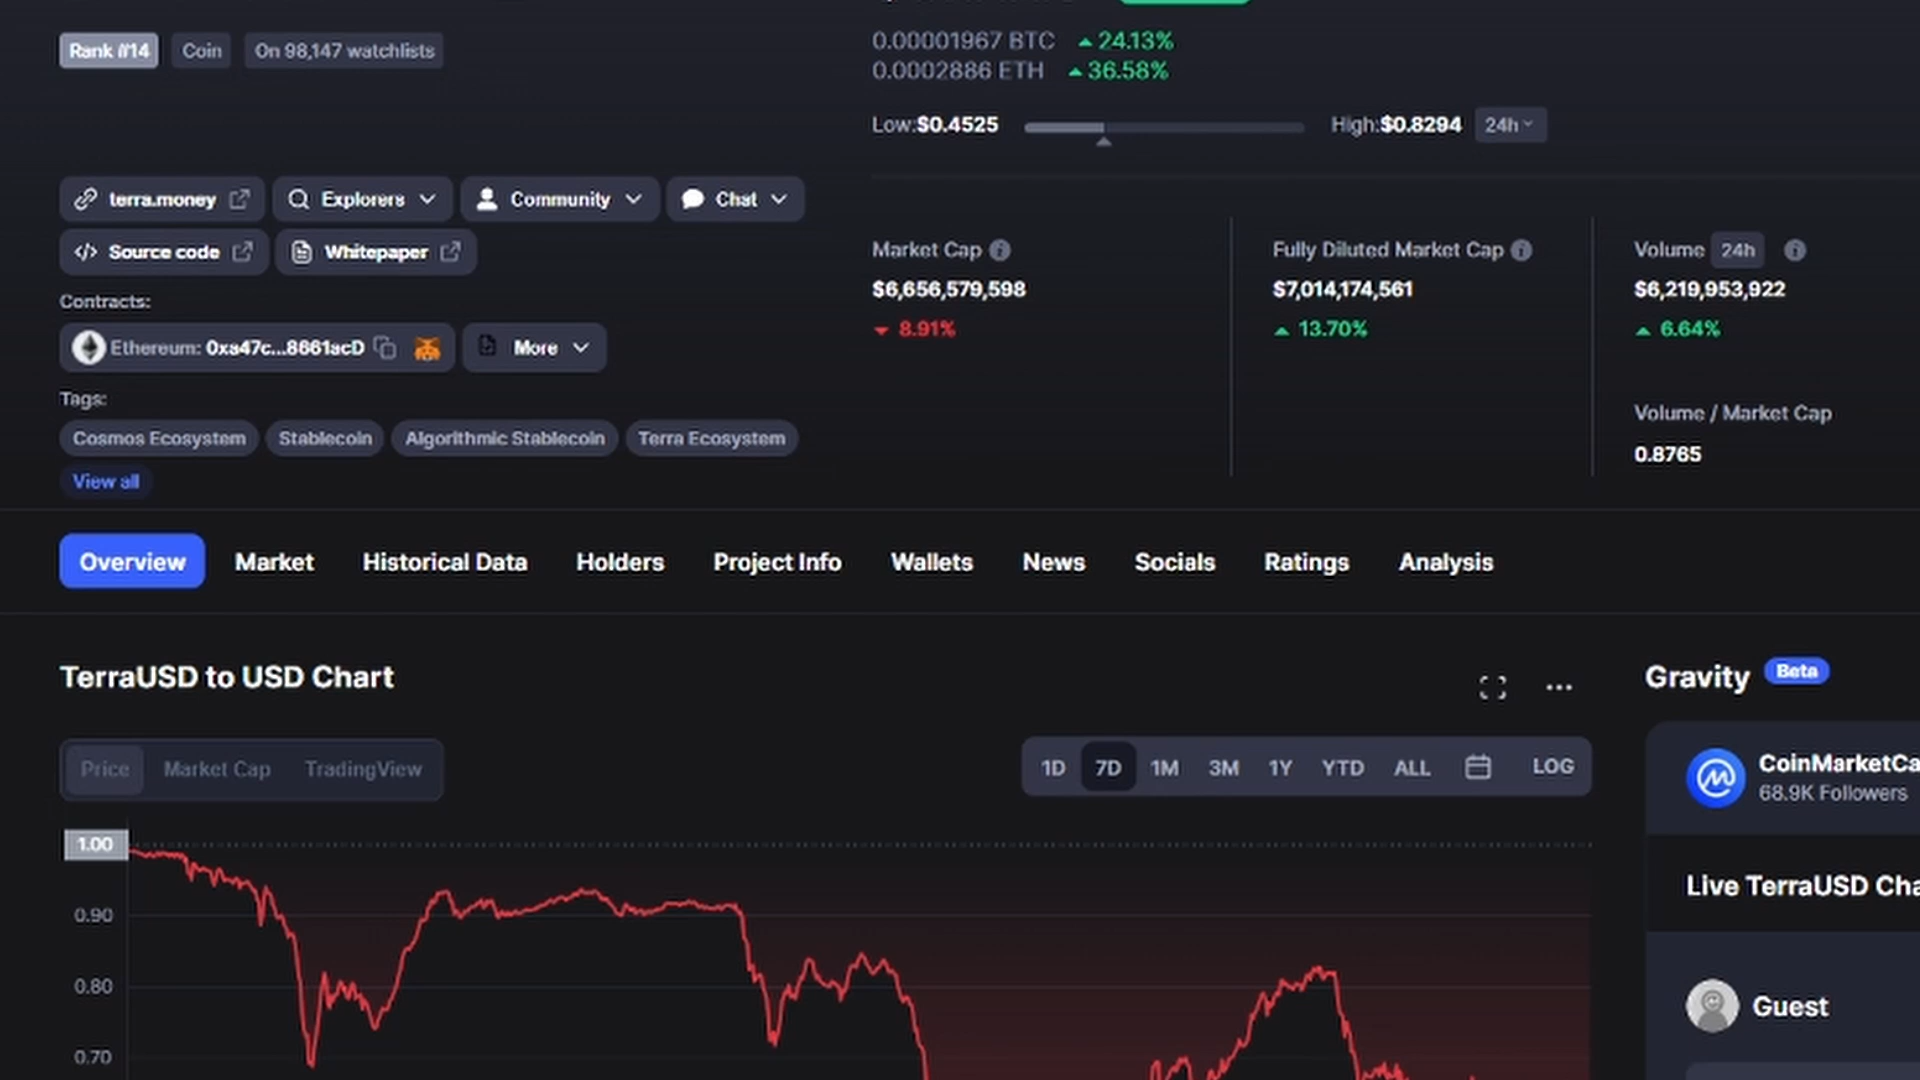 Rank #14 Coin On 98,147 watchlists
0.00001967 BTC 24.13%
0.0002886 ETH 36.58%
Low:$0.4525 High:$0.8294 24h
terra.money Explorers Community Chat
Source code Whitepaper
Contracts:
Ethereum: 0xa47c...8661acD More
Tags:
Cosmos Ecosystem Stablecoin Algorithmic Stablecoin Terra Ecosystem
View all
Market Cap
$6,656,579,598
8.91%
Fully Diluted Market Cap
$7,014,174,561
13.70%
Volume 24h
$6,219,953,922
6.64%
Volume / Market Cap
0.8765
Overview Market Historical Data Holders Project Info Wallets News Socials Ratings Analysis
TerraUSD to USD Chart
Price Market Cap TradingView
1D 7D 1M 3M 1Y YTD ALL LOG
1.00
0.90
0.80
0.70
Gravity Beta
CoinMarketCa
68.9K Followers
Live TerraUSD Cha
Guest